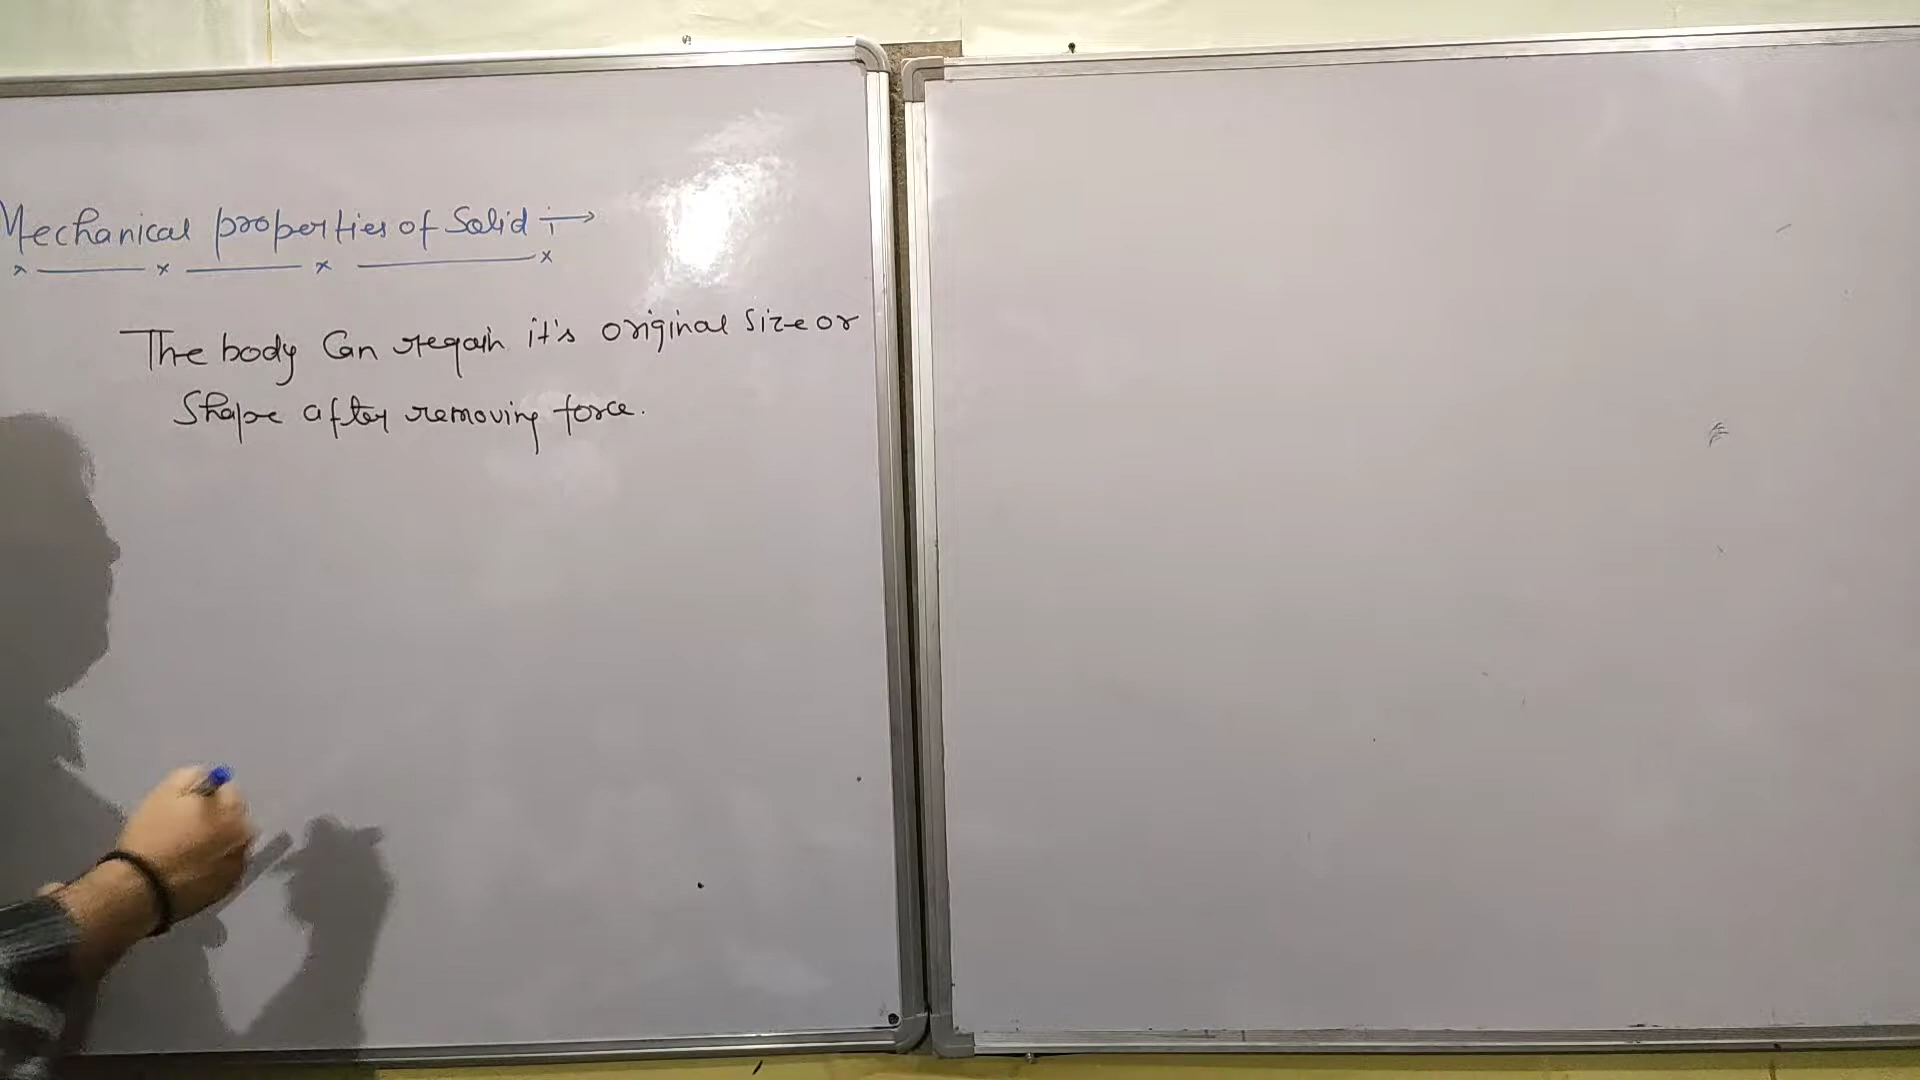 Mechanical properties of Solid :→
The body Can regain it's original Size or
Shape after removing force.